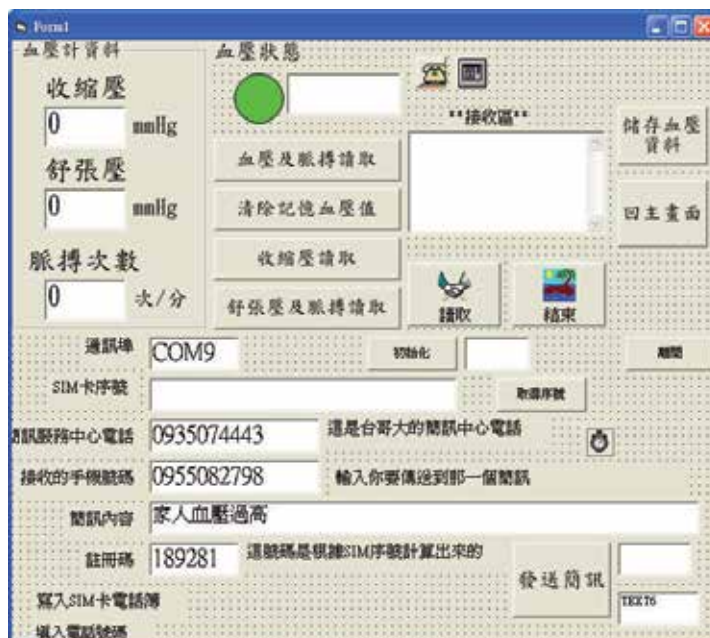 Form1
血壓計資料
收縮壓
0 mmHg
舒張壓
0 mmHg
脈搏次數
0 次/分
血壓狀態
血壓及脈搏讀取
清除記憶血壓值
收縮壓讀取
舒張壓及脈搏讀取
**接收區**
讀取
結束
儲存血壓
資料
回主畫面
通訊埠 COM9 初始化 離開
SIM卡序號 取得序號
簡訊服務中心電話 0935074443 這是台哥大的簡訊中心電話
接收的手機號碼 0955082798 輸入你要傳送到那一個簡訊
簡訊內容 家人血壓過高
註冊碼 189281 這號碼是根據SIM序號計算出來的
發送簡訊
寫入SIM卡電話簿 TEXT6
填入電話號碼